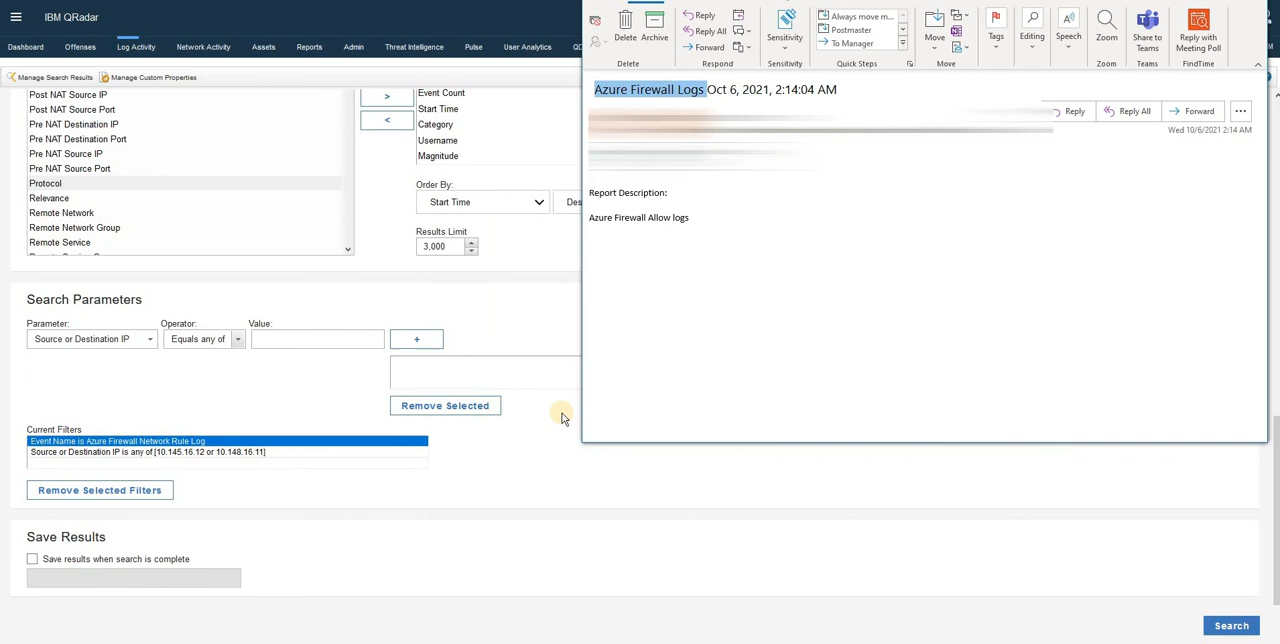 IBM QRadar
Dashboard Offenses Log Activity Network Activity Assets Reports Admin Threat Intelligence Pulse User Analytics
Manage Search Results Manage Custom Properties
Post NAT Source IP
Post NAT Source Port
Pre NAT Destination IP
Pre NAT Destination Port
Pre NAT Source IP
Pre NAT Source Port
Protocol
Relevance
Remote Network
Remote Network Group
Remote Service
>
<
Event Count
Start Time
Category
Username
Magnitude
Order By:
Start Time
Des
Results Limit
3,000
Search Parameters
Parameter: Operator: Value:
Source or Destination IP Equals any of +
Remove Selected
Current Filters
Event Name is Azure Firewall Network Rule Log
Source or Destination IP is any of [10.145.16.12 or 10.148.16.11]
Remove Selected Filters
Save Results
Save results when search is complete
Search
Delete Archive
Delete
Reply
Reply All
Forward
Respond
Sensitivity
Sensitivity
Always move m...
Postmaster
To Manager
Quick Steps
Move
Move
Tags
Editing
Speech
Zoom
Zoom
Share to
Teams
Teams
Reply with
Meeting Poll
FindTime
Azure Firewall Logs Oct 6, 2021, 2:14:04 AM
Reply Reply All Forward ...
Wed 10/6/2021 2:14 AM
Report Description:
Azure Firewall Allow logs